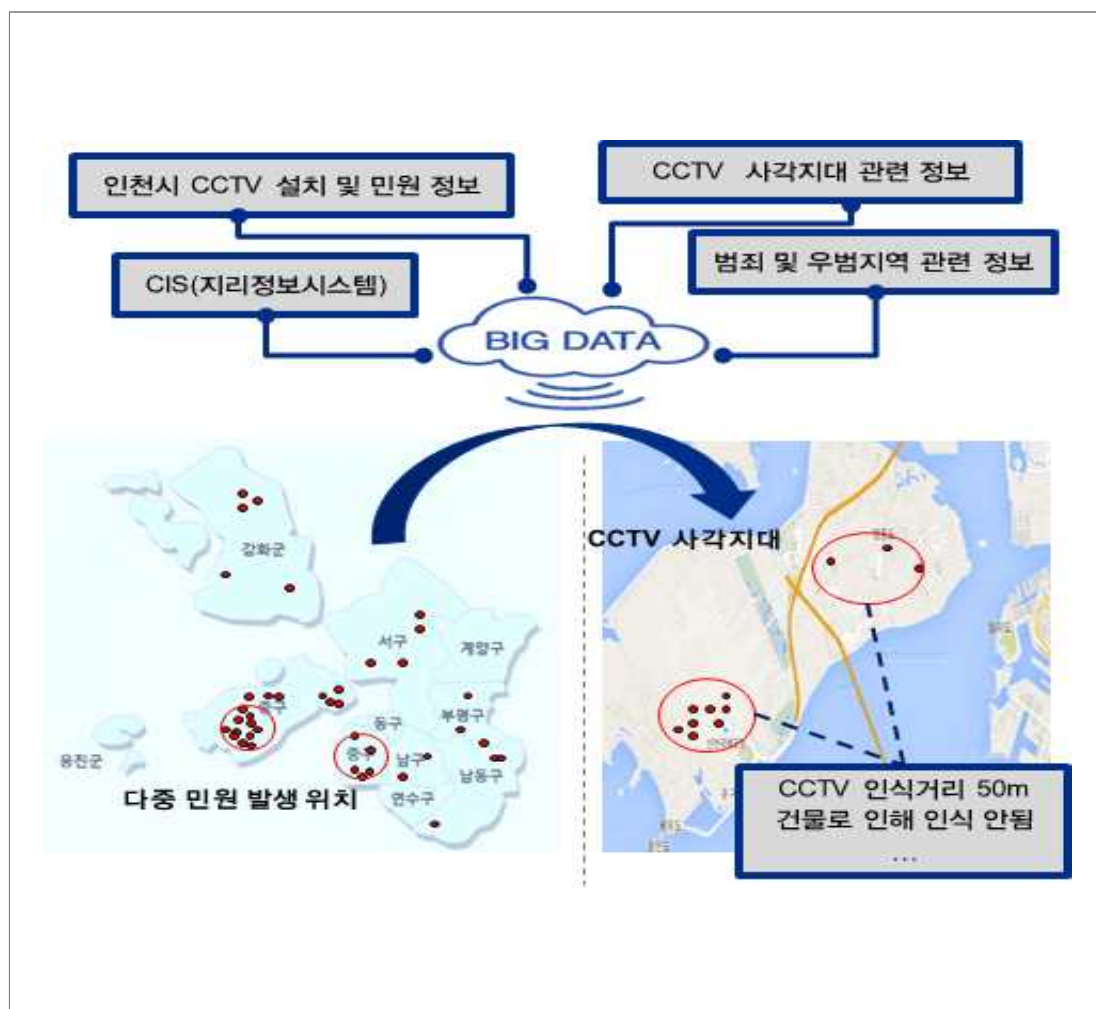 인천시 CCTV 설치 및 민원 정보
CCTV 사각지대 관련 정보
CIS(지리정보시스템)
범죄 및 우범지역 관련 정보
BIG DATA
강화군
서구
계양구
중구
동구
부평구
중구
남구
남동구
연수구
옹진군
다중 민원 발생 위치
CCTV 사각지대
CCTV 인식거리 50m
건물로 인해 인식 안됨
...